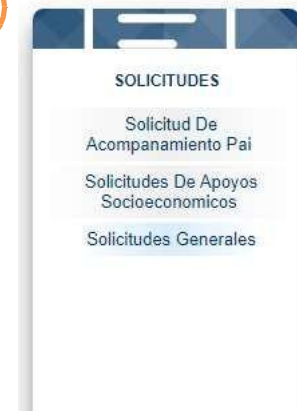 SOLICITUDES
Solicitud De
Acompanamiento Pai
Solicitudes De Apoyos
Socioeconomicos
Solicitudes Generales